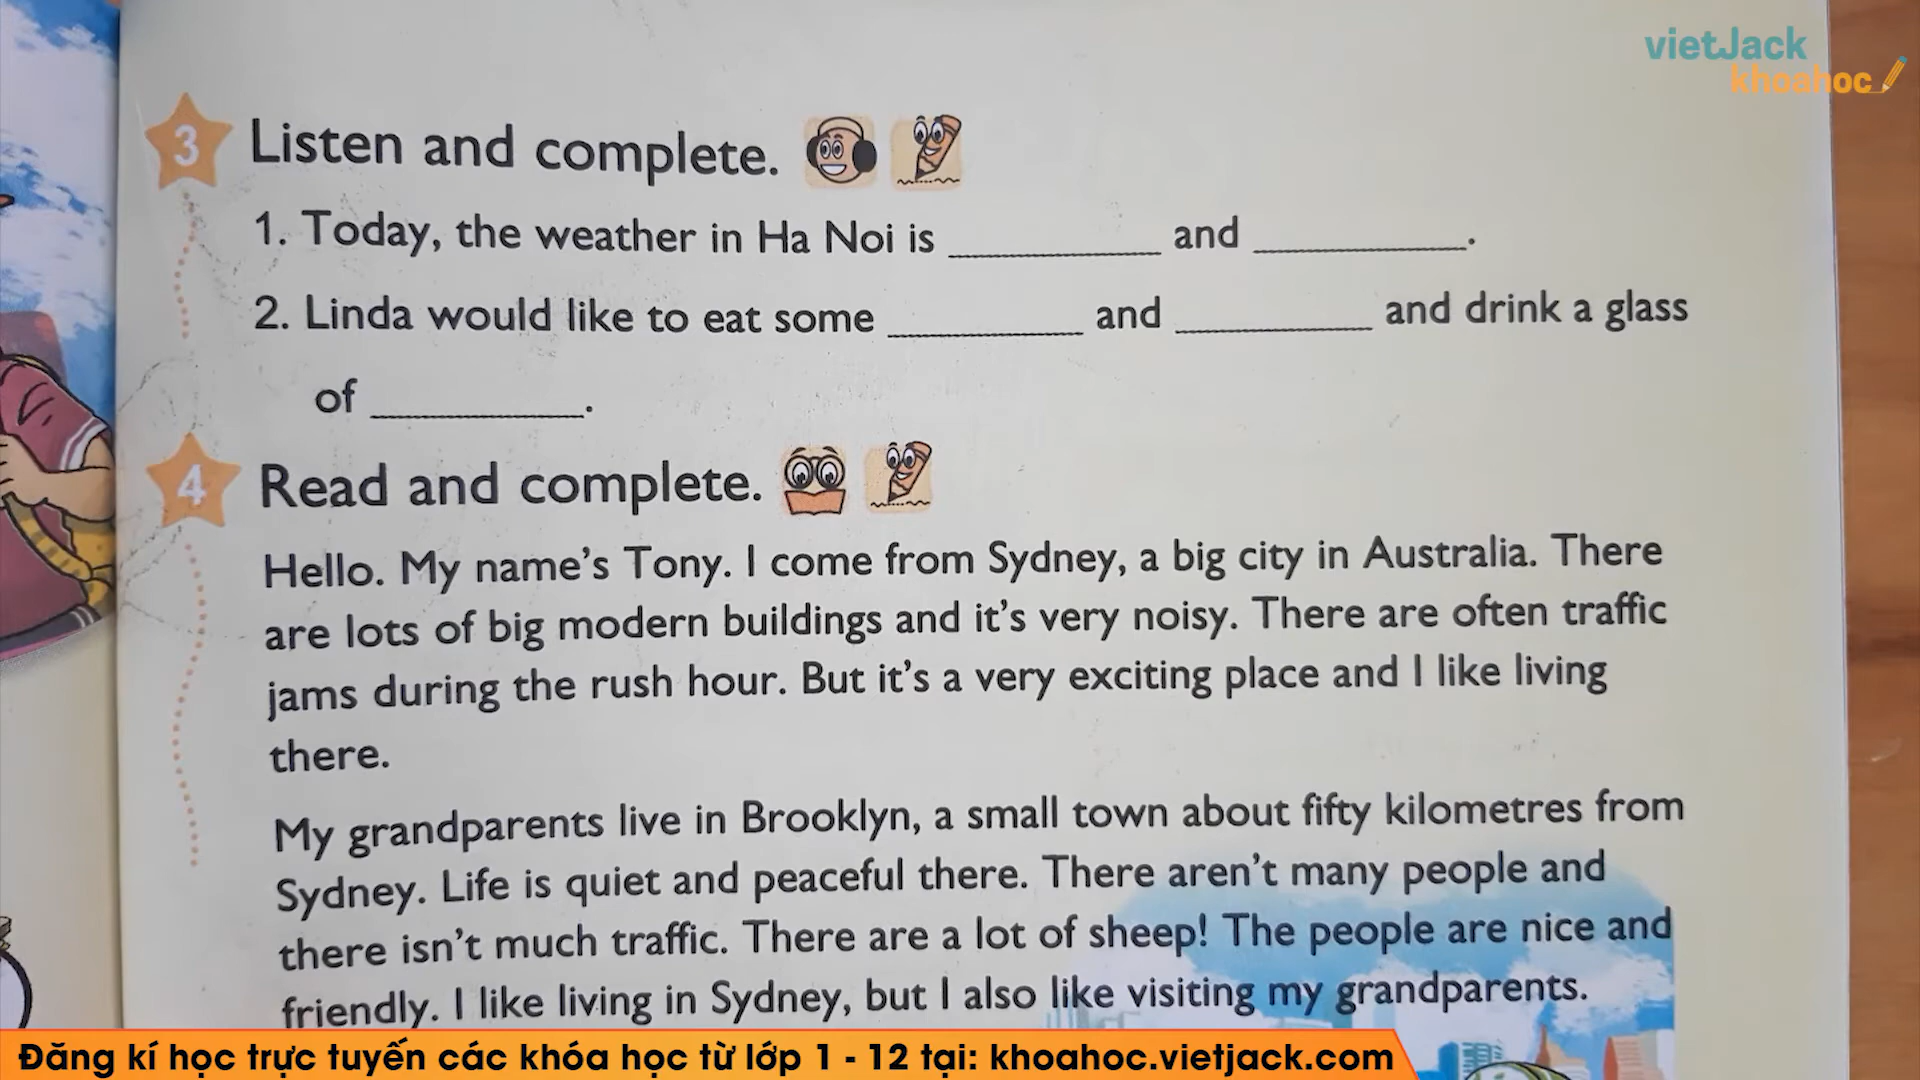 vietJack
khoahoc
3 Listen and complete.
1. Today, the weather in Ha Noi is __________ and __________.
2. Linda would like to eat some __________ and __________ and drink a glass
of __________.
4 Read and complete.
Hello. My name's Tony. I come from Sydney, a big city in Australia. There
are lots of big modern buildings and it's very noisy. There are often traffic
jams during the rush hour. But it's a very exciting place and I like living
there.
My grandparents live in Brooklyn, a small town about fifty kilometres from
Sydney. Life is quiet and peaceful there. There aren't many people and
there isn't much traffic. There are a lot of sheep! The people are nice and
friendly. I like living in Sydney, but I also like visiting my grandparents.
Đăng kí học trực tuyến các khóa học từ lớp 1 - 12 tại: khoahoc.vietjack.com